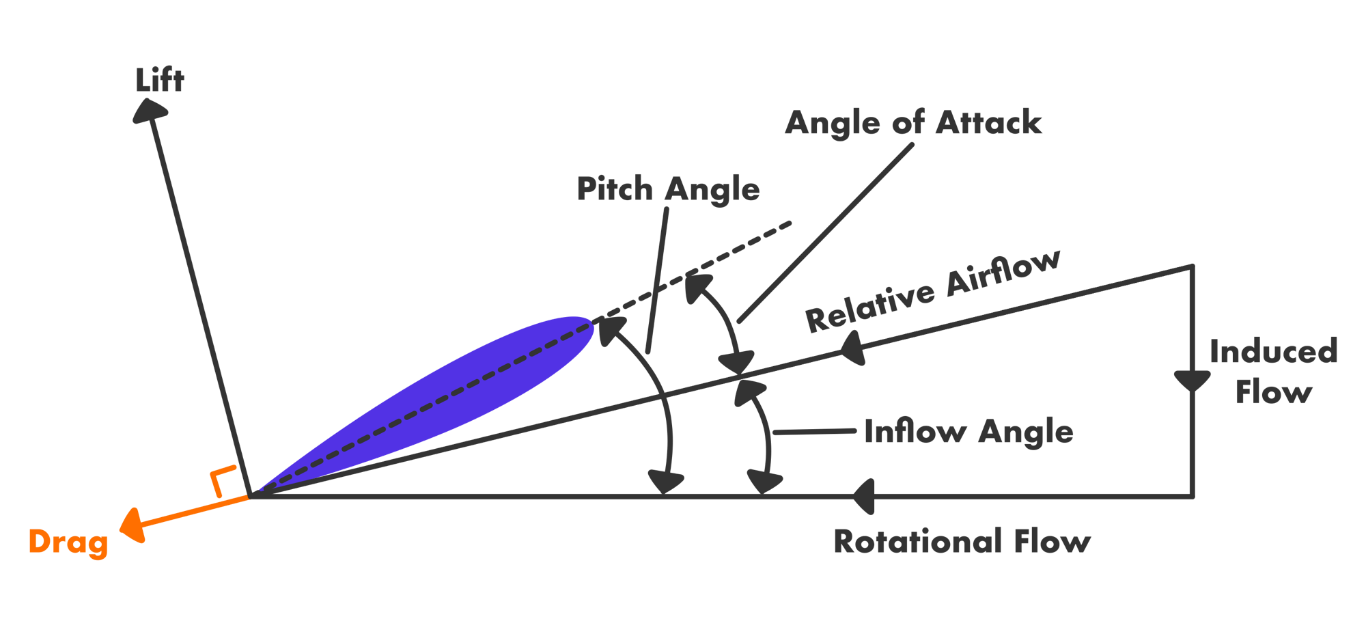 Lift
Angle of Attack
Pitch Angle
Relative Airflow
Induced
Flow
Inflow Angle
Drag
Rotational Flow